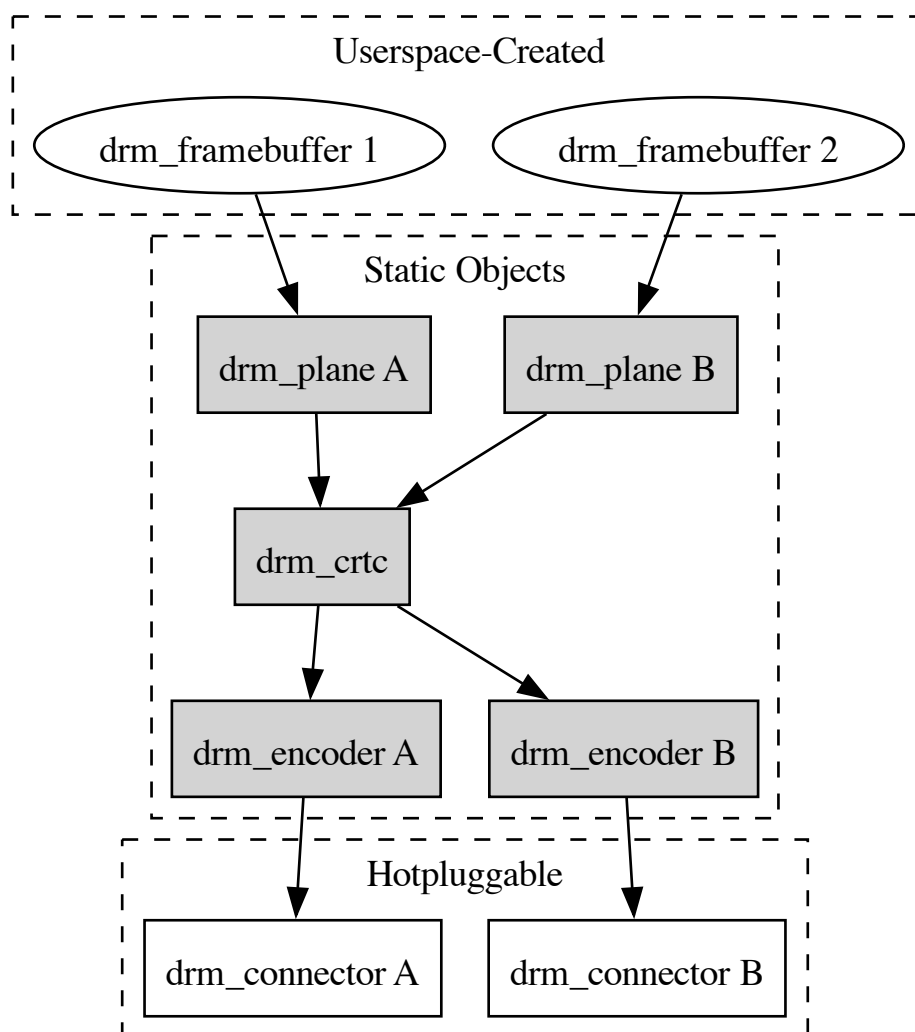 Userspace-Created
drm_framebuffer 1
drm_framebuffer 2
Static Objects
drm_plane A
drm_plane B
drm_crtc
drm_encoder A
drm_encoder B
Hotpluggable
drm_connector A
drm_connector B